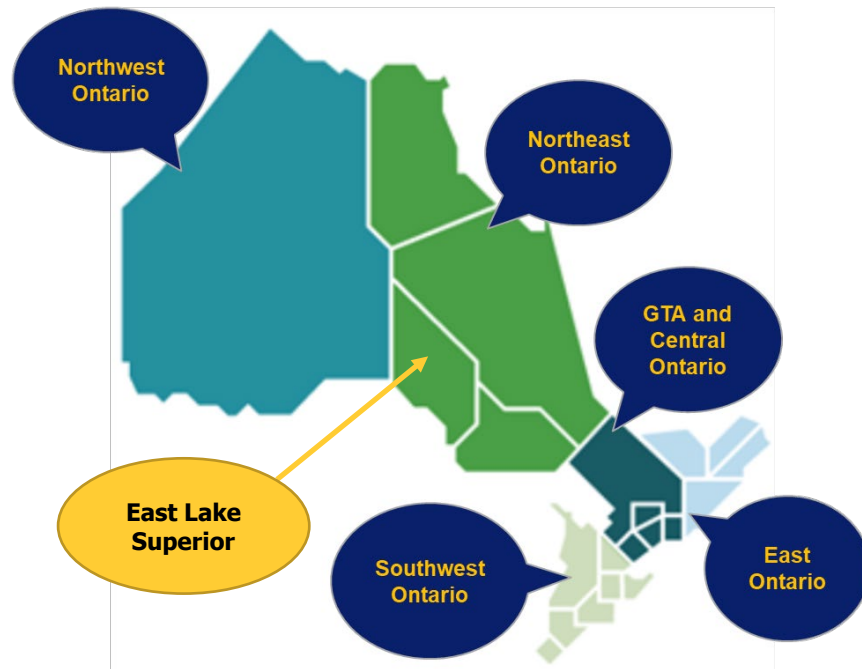 Northwest
Ontario
Northeast
Ontario
GTA and
Central
Ontario
East Lake
Superior
Southwest
Ontario
East
Ontario